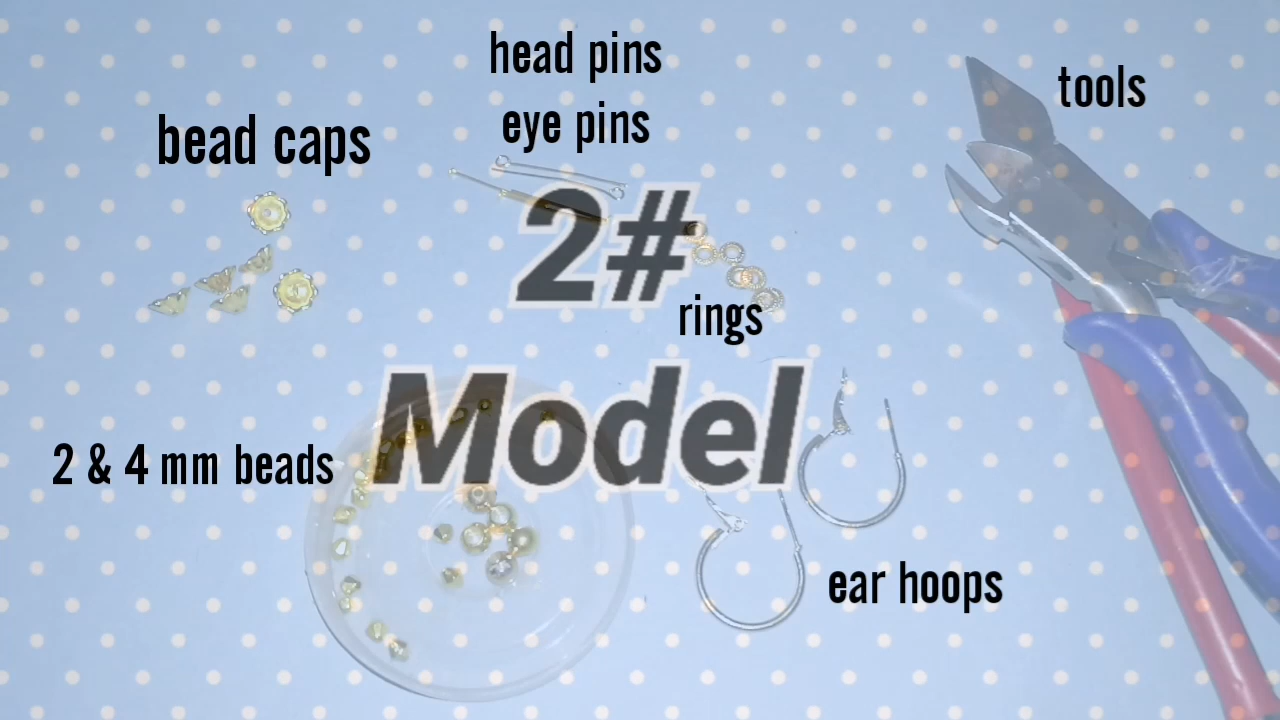 head pins
eye pins
tools
bead caps
2#
rings
Model
2 & 4 mm beads
ear hoops